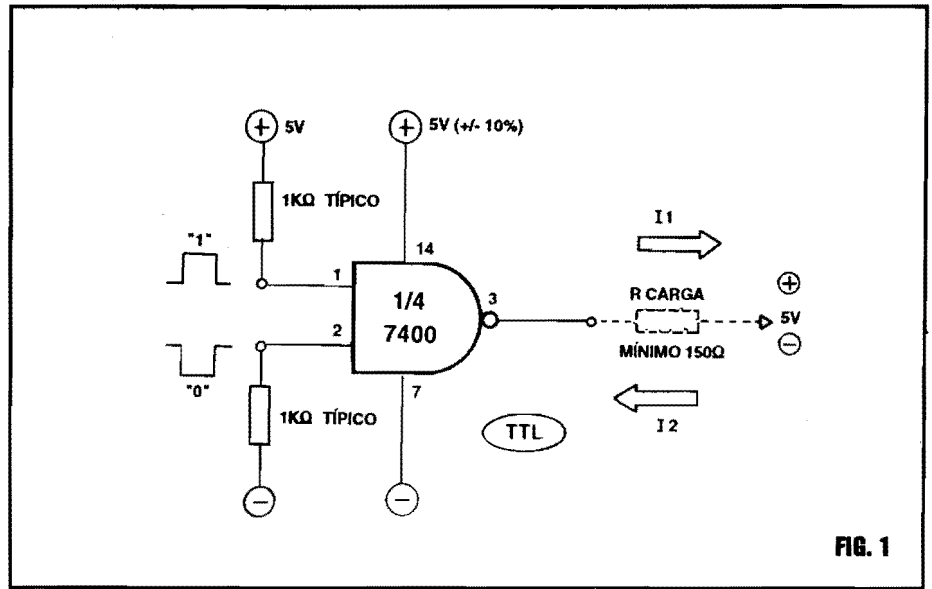 5V
5V (+/- 10%)
1KΩ TÍPICO
"1"
14
I1
1
1/4
7400
3
R CARGA
5V
2
MÍNIMO 150Ω
"0"
7
1KΩ TÍPICO
I2
TTL
FIG. 1